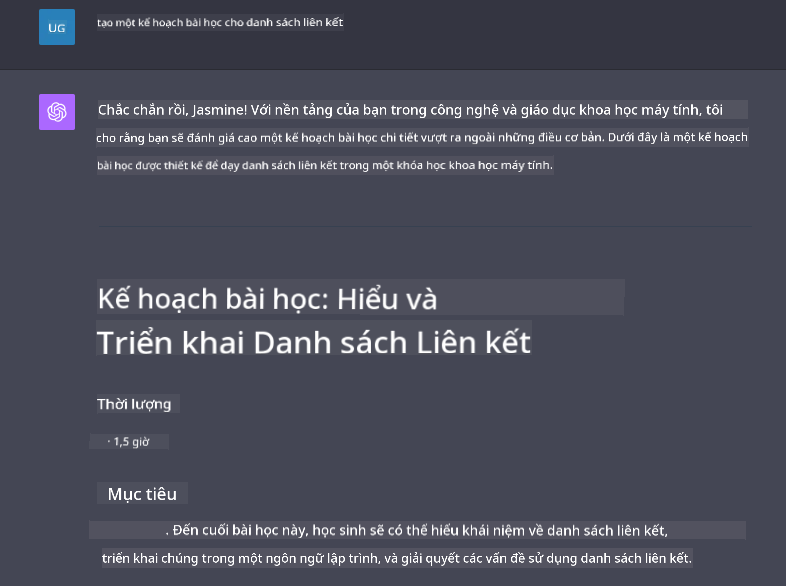 UG
tạo một kế hoạch bài học cho danh sách liên kết
Chắc chắn rồi, Jasmine! Với nền tảng của bạn trong công nghệ và giáo dục khoa học máy tính, tôi
cho rằng bạn sẽ đánh giá cao một kế hoạch bài học chi tiết vượt ra ngoài những điều cơ bản. Dưới đây là một kế hoạch
bài học được thiết kế để dạy danh sách liên kết trong một khóa học khoa học máy tính.
Kế hoạch bài học: Hiểu và
Triển khai Danh sách Liên kết
Thời lượng
· 1,5 giờ
Mục tiêu
. Đến cuối bài học này, học sinh sẽ có thể hiểu khái niệm về danh sách liên kết,
triển khai chúng trong một ngôn ngữ lập trình, và giải quyết các vấn đề sử dụng danh sách liên kết.